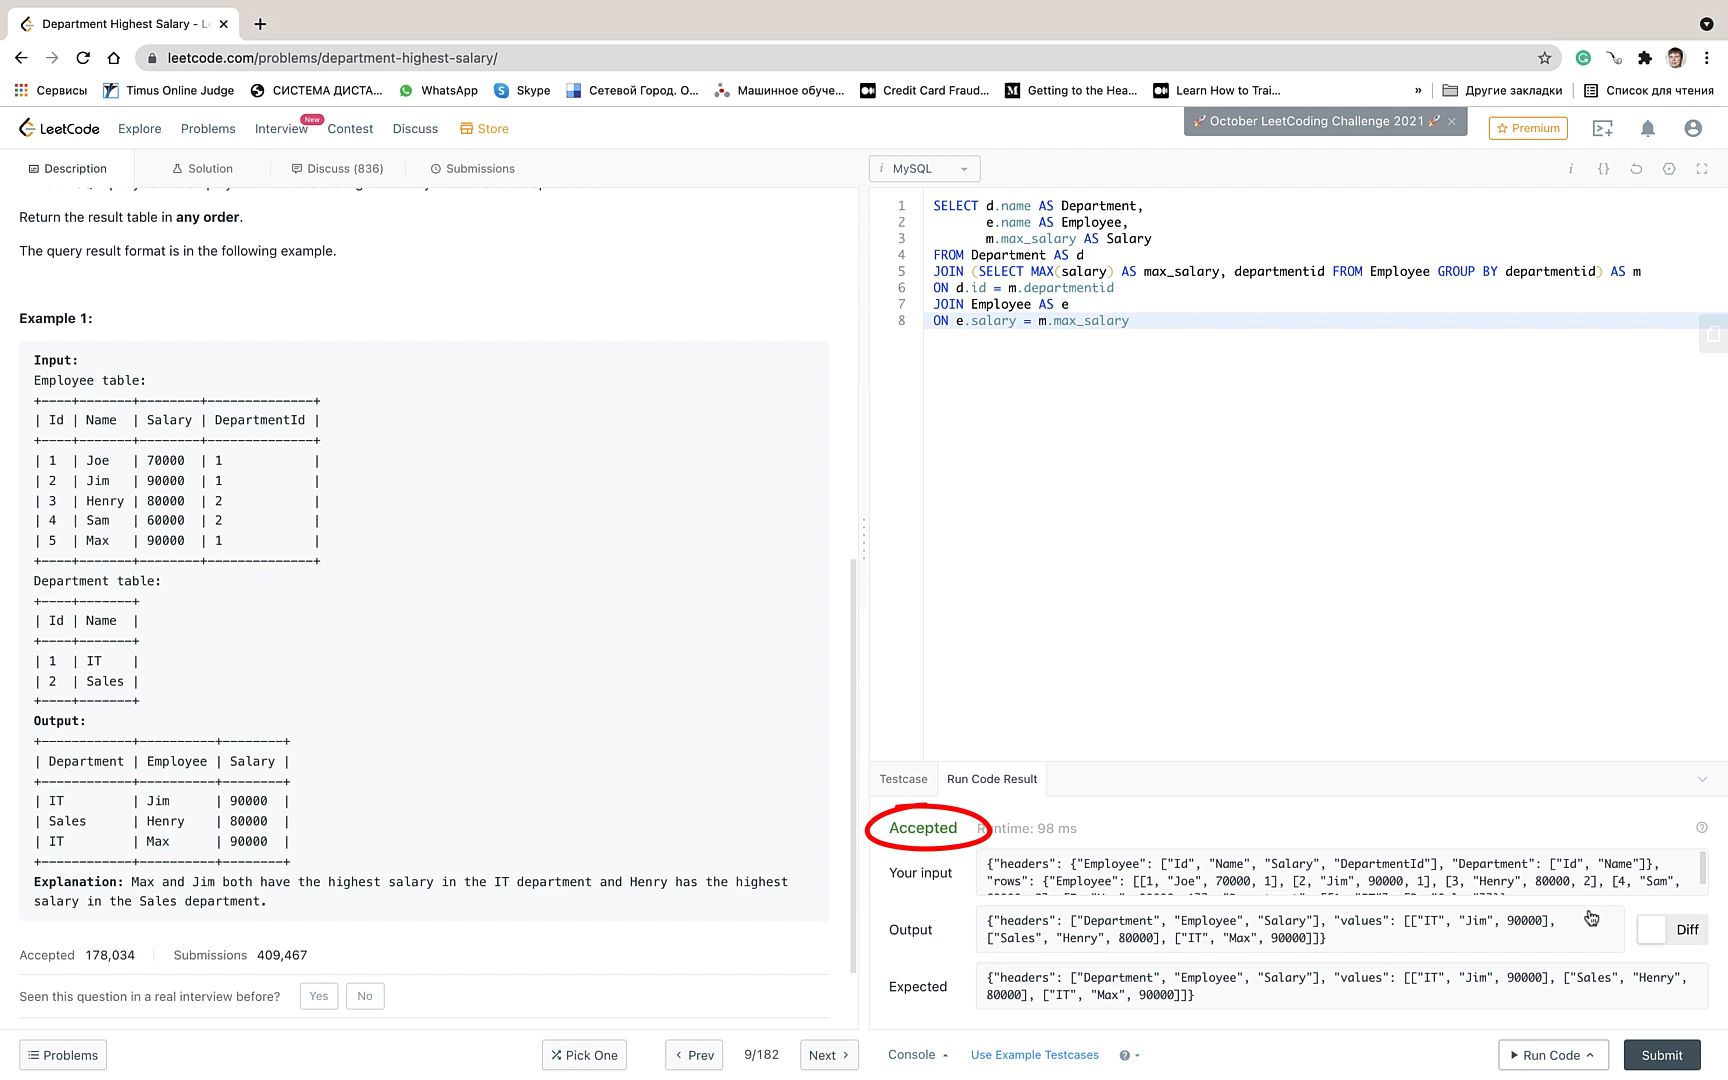 Department Highest Salary - L
leetcode.com/problems/department-highest-salary/
Сервисы
Timus Online Judge
СИСТЕМА ДИСТА...
WhatsApp
Skype
Сетевой Город. О...
Машинное обуче...
Credit Card Fraud...
Getting to the Hea...
Learn How to Trai...
»
Другие закладки
Список для чтения
LeetCode
Explore
Problems
Interview
New
Contest
Discuss
Store
October LeetCoding Challenge 2021
Premium
Description
Solution
Discuss (836)
Submissions
i MySQL
Return the result table in any order.
The query result format is in the following example.
Example 1:
Input:
Employee table:
+----+-------+--------+--------------+
| Id | Name  | Salary | DepartmentId |
+----+-------+--------+--------------+
| 1  | Joe   | 70000  | 1            |
| 2  | Jim   | 90000  | 1            |
| 3  | Henry | 80000  | 2            |
| 4  | Sam   | 60000  | 2            |
| 5  | Max   | 90000  | 1            |
+----+-------+--------+--------------+
Department table:
+----+-------+
| Id | Name  |
+----+-------+
| 1  | IT    |
| 2  | Sales |
+----+-------+
Output:
+------------+----------+--------+
| Department | Employee | Salary |
+------------+----------+--------+
| IT         | Jim      | 90000  |
| Sales      | Henry    | 80000  |
| IT         | Max      | 90000  |
+------------+----------+--------+
Explanation: Max and Jim both have the highest salary in the IT department and Henry has the highest
salary in the Sales department.
Accepted 178,034
Submissions 409,467
Seen this question in a real interview before?
Yes
No
Problems
Pick One
Prev
9/182
Next
1 SELECT d.name AS Department,
2 e.name AS Employee,
3 m.max_salary AS Salary
4 FROM Department AS d
5 JOIN (SELECT MAX(salary) AS max_salary, departmentid FROM Employee GROUP BY departmentid) AS m
6 ON d.id = m.departmentid
7 JOIN Employee AS e
8 ON e.salary = m.max_salary
Testcase
Run Code Result
Accepted
Runtime: 98 ms
Your input
{"headers": {"Employee": ["Id", "Name", "Salary", "DepartmentId"], "Department": ["Id", "Name"]},
"rows": {"Employee": [[1, "Joe", 70000, 1], [2, "Jim", 90000, 1], [3, "Henry", 80000, 2], [4, "Sam",
Output
{"headers": ["Department", "Employee", "Salary"], "values": [["IT", "Jim", 90000],
["Sales", "Henry", 80000], ["IT", "Max", 90000]]}
Diff
Expected
{"headers": ["Department", "Employee", "Salary"], "values": [["IT", "Jim", 90000], ["Sales", "Henry",
80000], ["IT", "Max", 90000]]}
Console
Use Example Testcases
Run Code
Submit